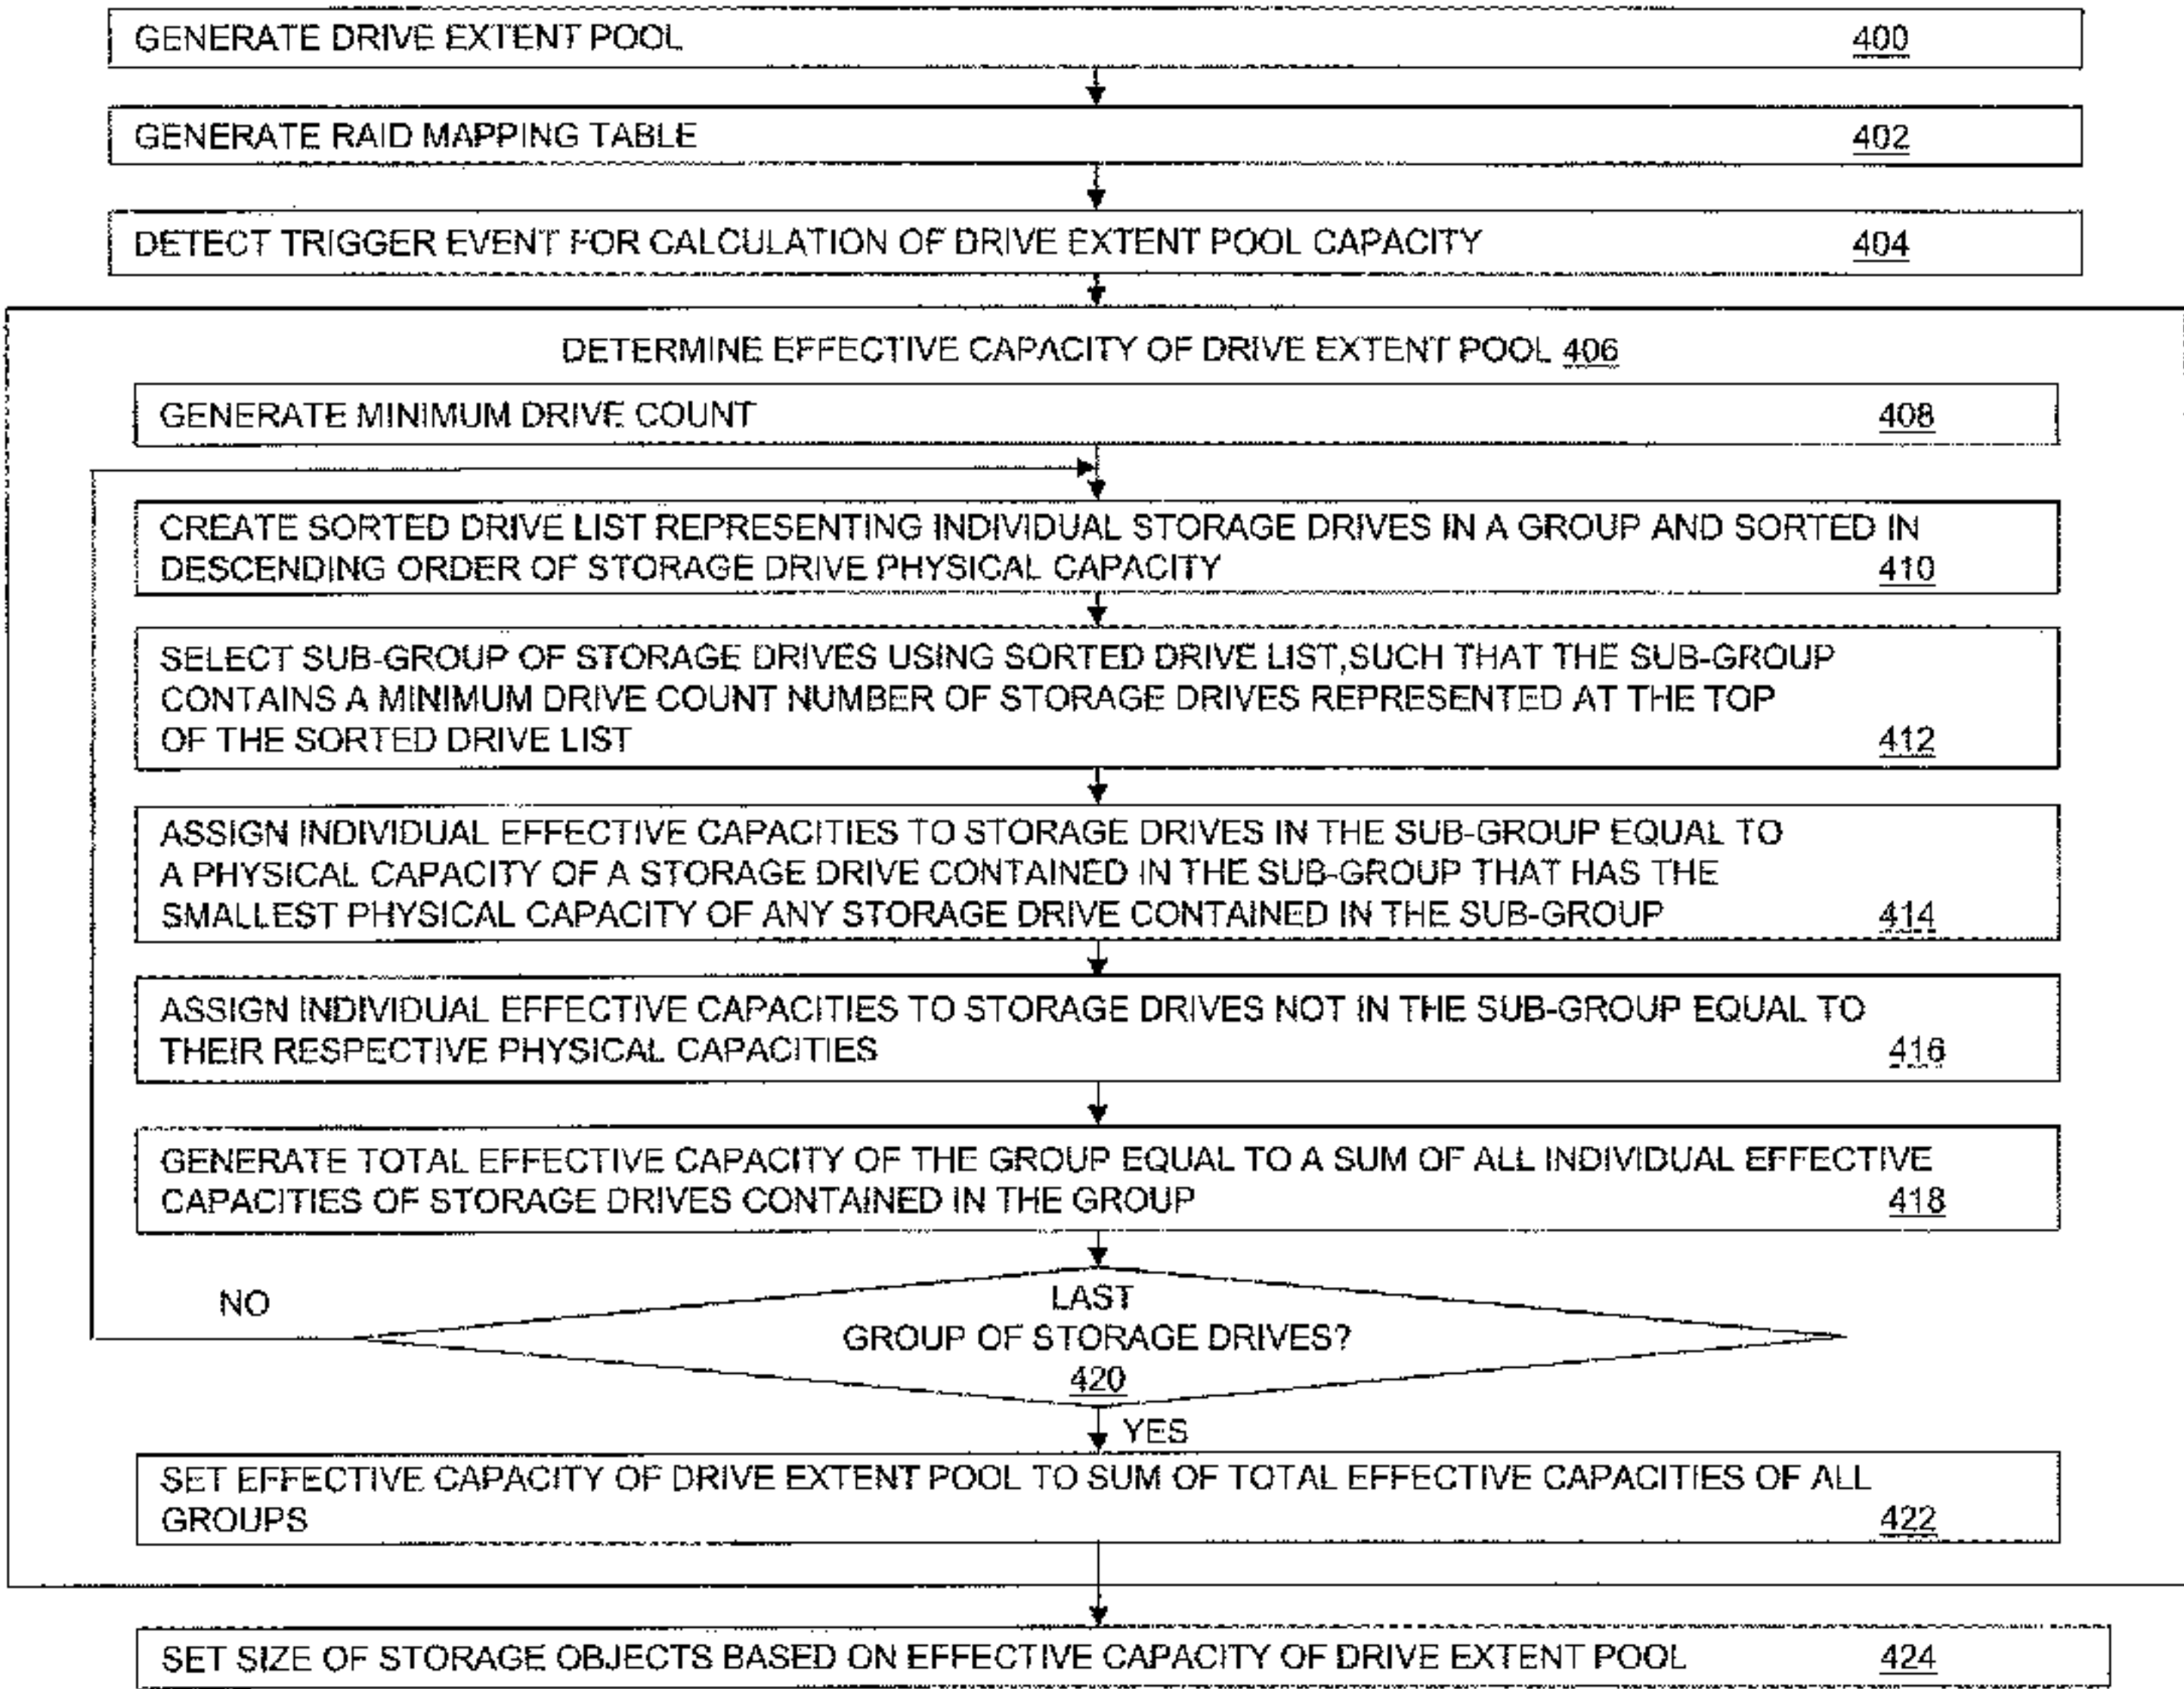 GENERATE DRIVE EXTENT POOL 400
GENERATE RAID MAPPING TABLE 402
DETECT TRIGGER EVENT FOR CALCULATION OF DRIVE EXTENT POOL CAPACITY 404
DETERMINE EFFECTIVE CAPACITY OF DRIVE EXTENT POOL 406
GENERATE MINIMUM DRIVE COUNT 408
CREATE SORTED DRIVE LIST REPRESENTING INDIVIDUAL STORAGE DRIVES IN A GROUP AND SORTED IN
DESCENDING ORDER OF STORAGE DRIVE PHYSICAL CAPACITY 410
SELECT SUB-GROUP OF STORAGE DRIVES USING SORTED DRIVE LIST,SUCH THAT THE SUB-GROUP
CONTAINS A MINIMUM DRIVE COUNT NUMBER OF STORAGE DRIVES REPRESENTED AT THE TOP
OF THE SORTED DRIVE LIST 412
ASSIGN INDIVIDUAL EFFECTIVE CAPACITIES TO STORAGE DRIVES IN THE SUB-GROUP EQUAL TO
A PHYSICAL CAPACITY OF A STORAGE DRIVE CONTAINED IN THE SUB-GROUP THAT HAS THE
SMALLEST PHYSICAL CAPACITY OF ANY STORAGE DRIVE CONTAINED IN THE SUB-GROUP 414
ASSIGN INDIVIDUAL EFFECTIVE CAPACITIES TO STORAGE DRIVES NOT IN THE SUB-GROUP EQUAL TO
THEIR RESPECTIVE PHYSICAL CAPACITIES 416
GENERATE TOTAL EFFECTIVE CAPACITY OF THE GROUP EQUAL TO A SUM OF ALL INDIVIDUAL EFFECTIVE
CAPACITIES OF STORAGE DRIVES CONTAINED IN THE GROUP 418
NO
LAST
GROUP OF STORAGE DRIVES?
420
YES
SET EFFECTIVE CAPACITY OF DRIVE EXTENT POOL TO SUM OF TOTAL EFFECTIVE CAPACITIES OF ALL
GROUPS 422
SET SIZE OF STORAGE OBJECTS BASED ON EFFECTIVE CAPACITY OF DRIVE EXTENT POOL 424